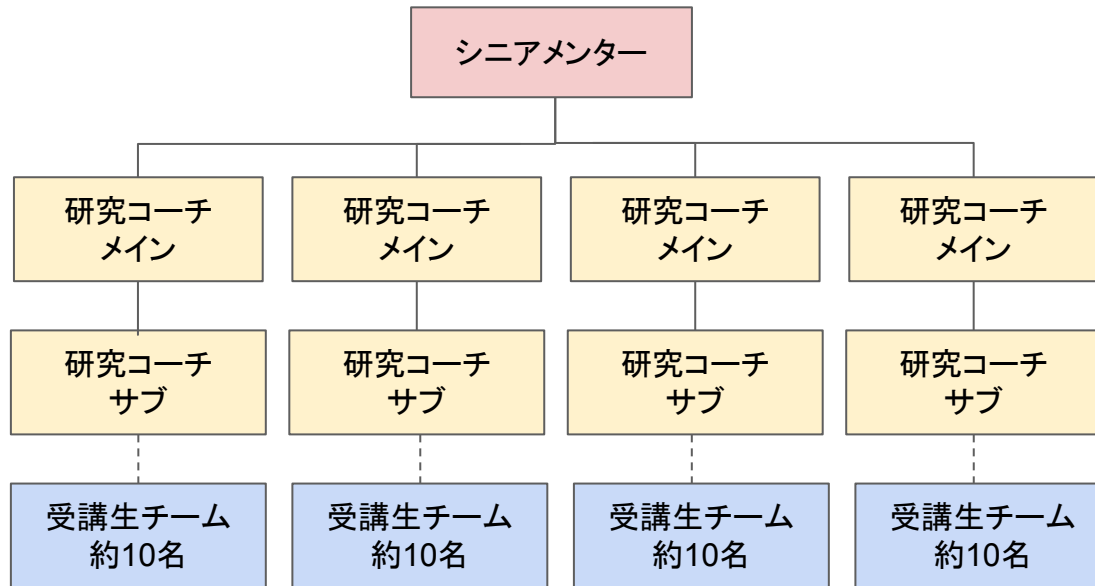 シニアメンター
研究コーチ
メイン
研究コーチ
メイン
研究コーチ
メイン
研究コーチ
メイン
研究コーチ
サブ
研究コーチ
サブ
研究コーチ
サブ
研究コーチ
サブ
受講生チーム
約10名
受講生チーム
約10名
受講生チーム
約10名
受講生チーム
約10名